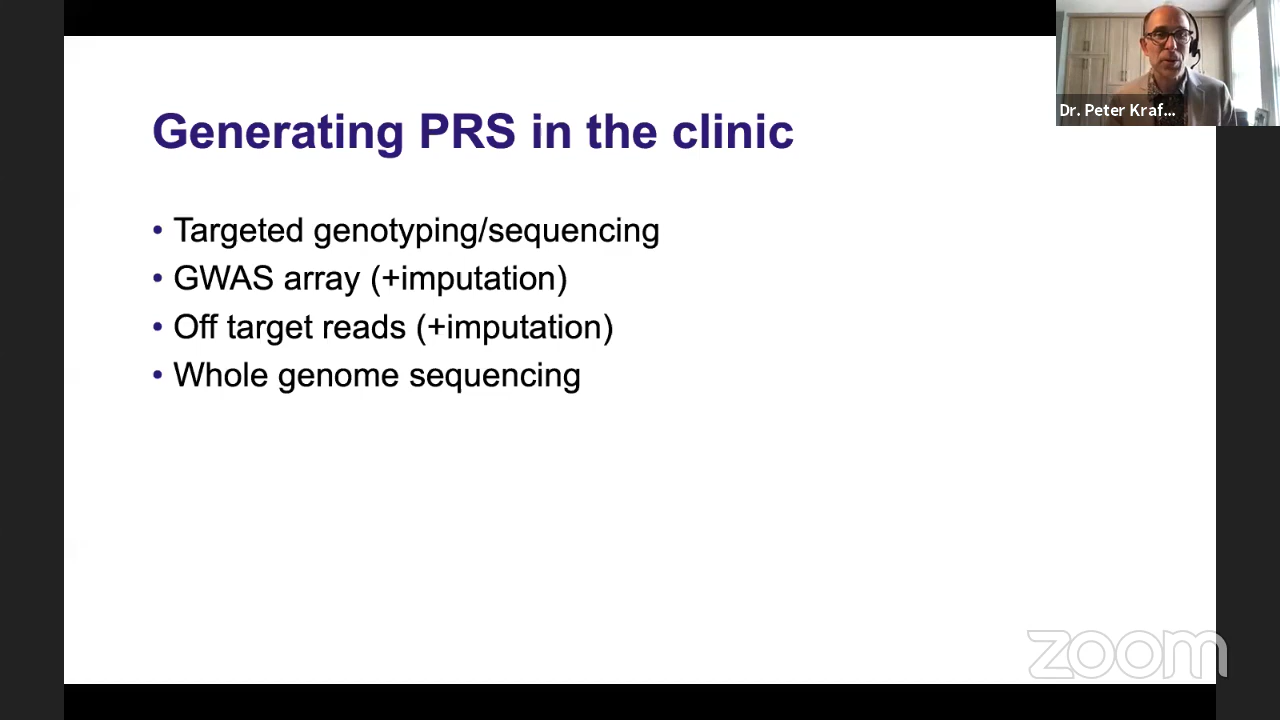 Generating PRS in the clinic
• Targeted genotyping/sequencing
• GWAS array (+imputation)
• Off target reads (+imputation)
• Whole genome sequencing
Dr. Peter Kraf...
zoom